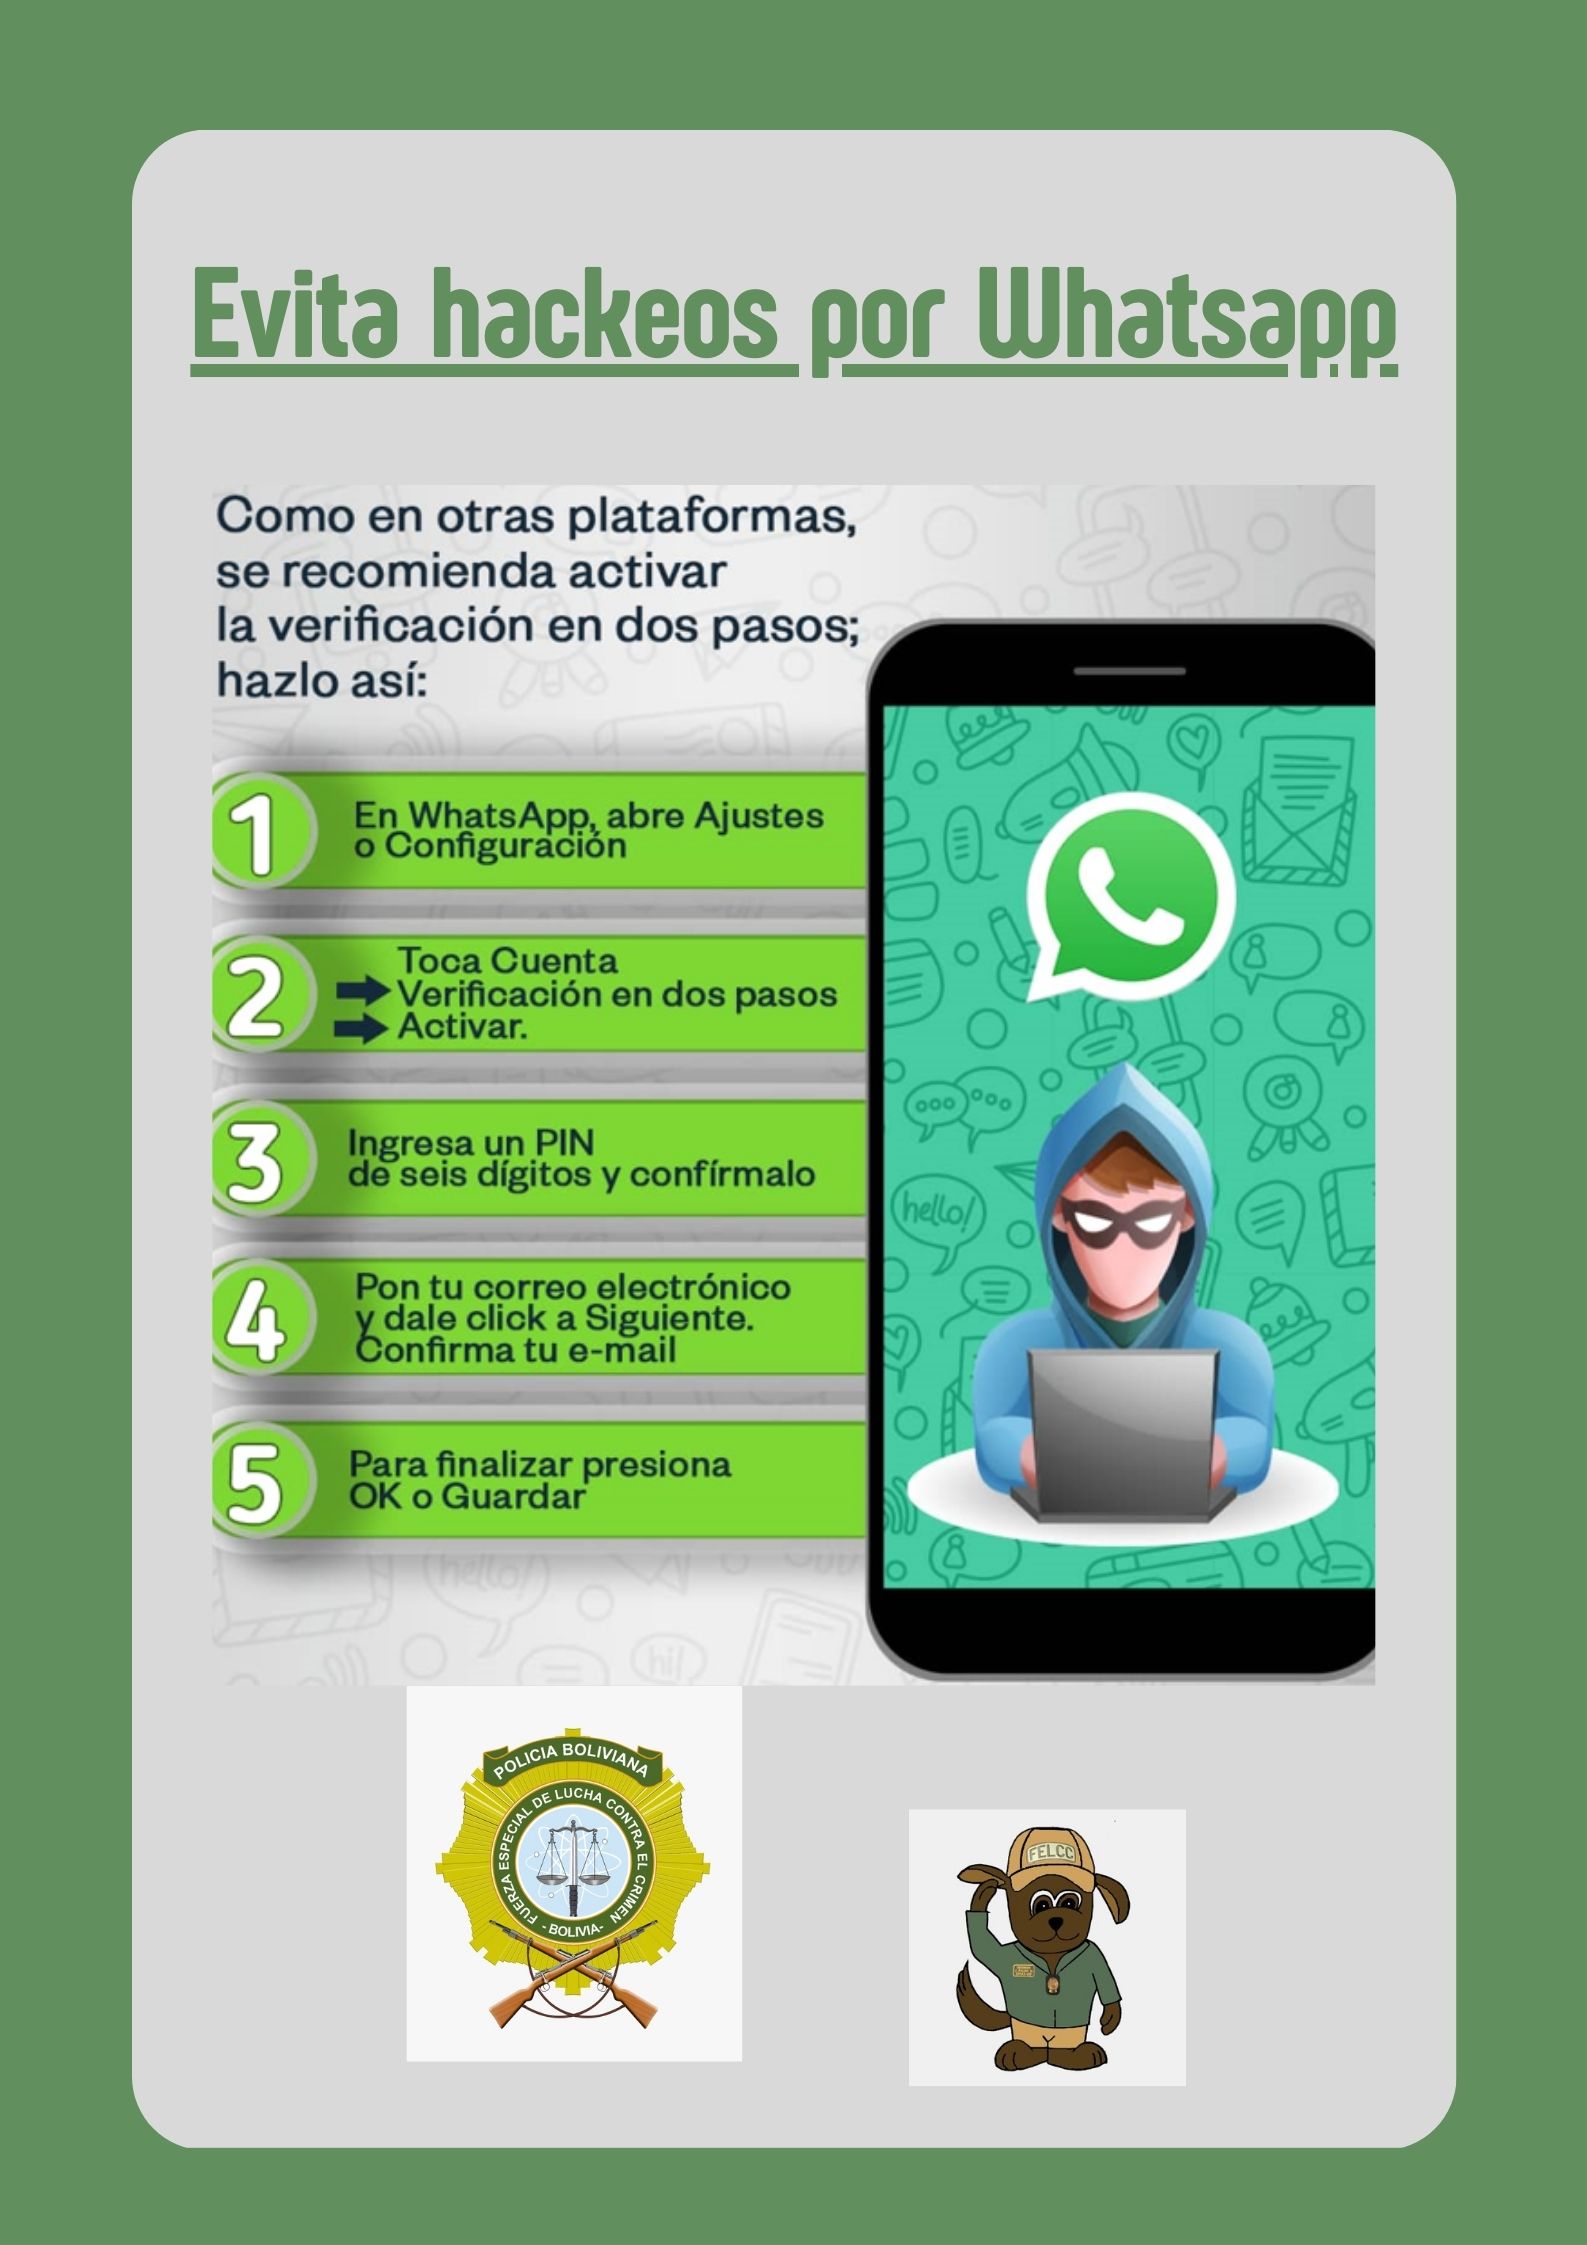 Evita hackeos por Whatsapp
Como en otras plataformas,
se recomienda activar
la verificación en dos pasos;
hazlo así:
1
En WhatsApp, abre Ajustes
o Configuración
2
Toca Cuenta
Verificación en dos pasos
Activar.
3
Ingresa un PIN
de seis dígitos y confírmalo
4
Pon tu correo electrónico
y dale click a Siguiente.
Confirma tu e-mail
5
Para finalizar presiona
OK o Guardar
hello!
hello!
hi!
POLICIA BOLIVIANA
FUERZA ESPECIAL DE LUCHA CONTRA EL CRIMEN
- BOLIVIA-
FELCC